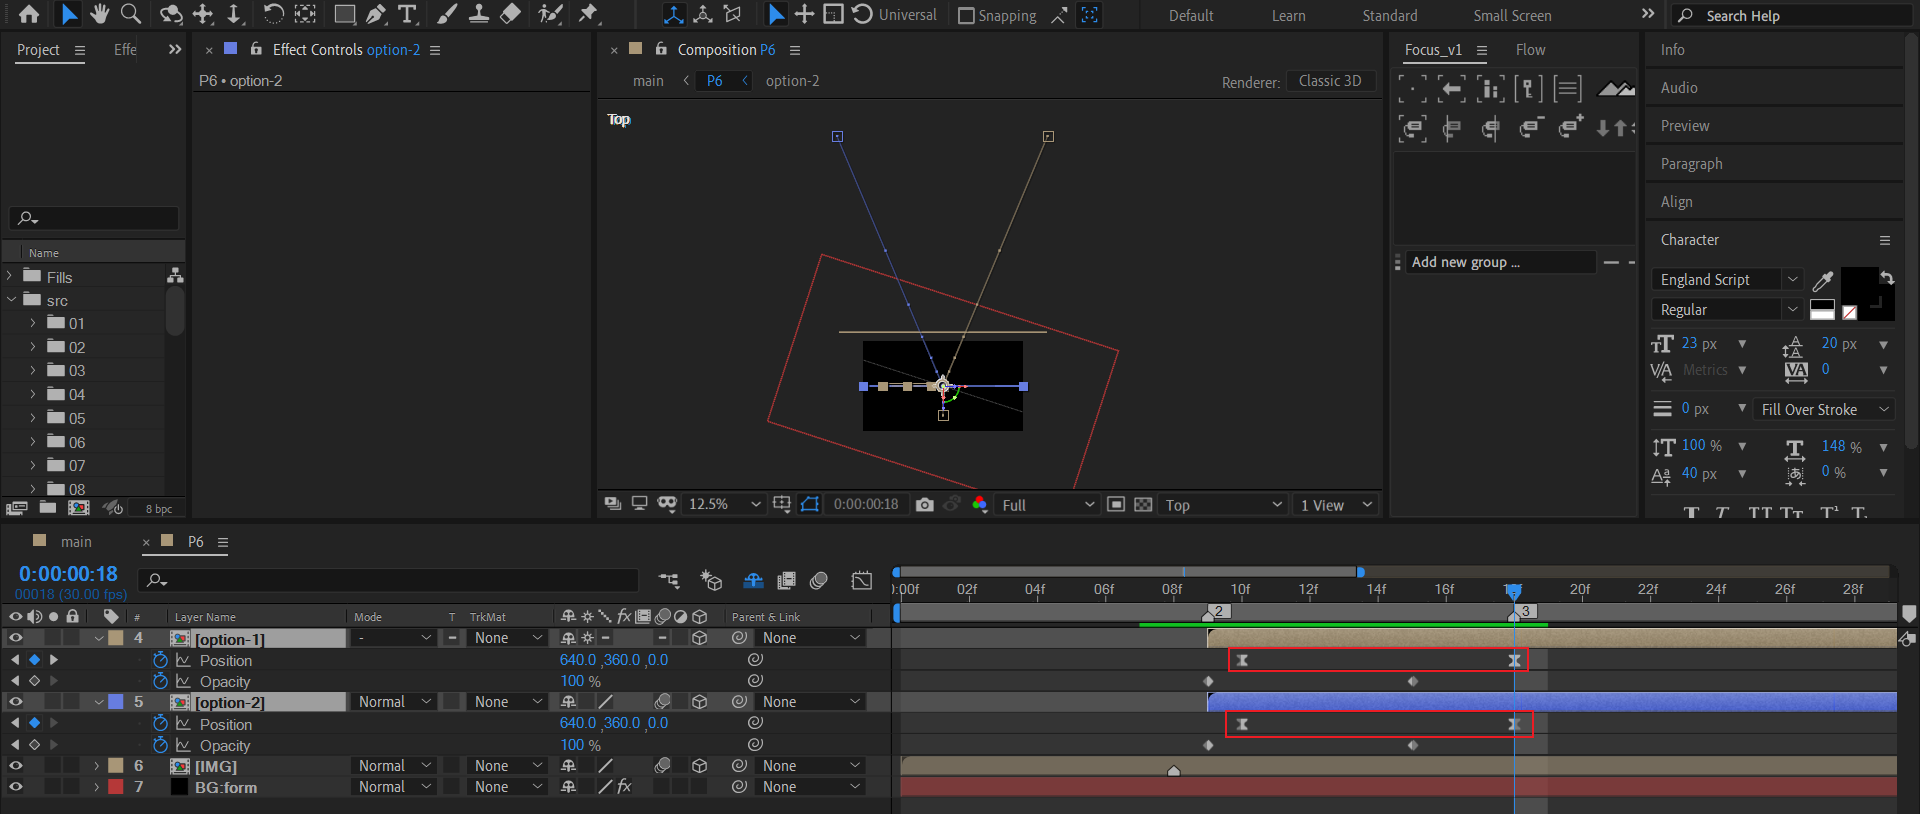 Universal
Snapping
Default
Learn
Standard
Small Screen
Search Help
Project
Effe
Effect Controls option-2
P6 • option-2
Composition P6
main
P6
option-2
Renderer:
Classic 3D
Top
Focus_v1
Flow
Add new group ...
Info
Audio
Preview
Paragraph
Align
Character
England Script
Regular
23 px
20 px
Metrics
0
0 px
Fill Over Stroke
100 %
148 %
40 px
0 %
Name
Fills
src
01
02
03
04
05
06
07
08
8 bpc
12.5%
0:00:00:18
Full
Top
1 View
main
P6
0:00:00:18
00018 (30.00 fps)
:00f
02f
04f
06f
08f
10f
12f
14f
16f
20f
22f
24f
26f
28f
2
3
#
Layer Name
Mode
T
TrkMat
Parent & Link
4
[option-1]
-
None
None
Position
640.0 ,360.0 ,0.0
Opacity
100 %
5
[option-2]
Normal
None
None
Position
640.0 ,360.0 ,0.0
Opacity
100 %
6
[IMG]
Normal
None
None
7
BG:form
Normal
None
None